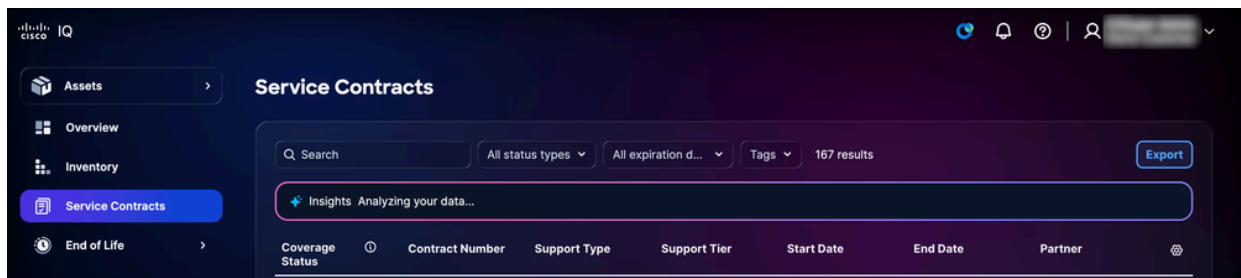 cisco IQ
Assets
Service Contracts
Overview
Search All status types All expiration d... Tags 167 results Export
Inventory
Insights Analyzing your data...
Service Contracts
End of Life
Coverage Status Contract Number Support Type Support Tier Start Date End Date Partner